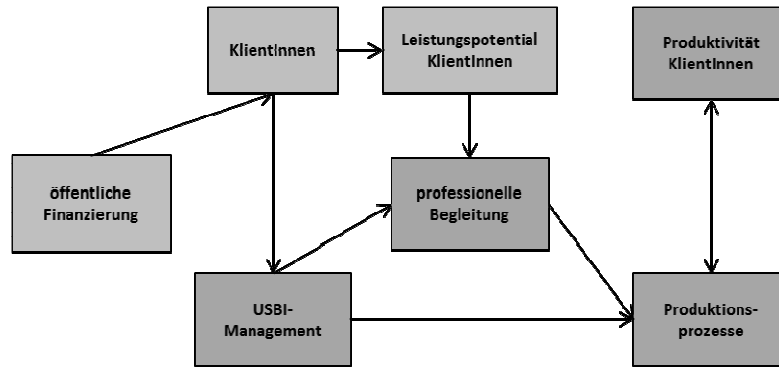 KlientInnen
Leistungspotential
KlientInnen
Produktivität
KlientInnen
öffentliche
Finanzierung
professionelle
Begleitung
USBI-
Management
Produktions-
prozesse